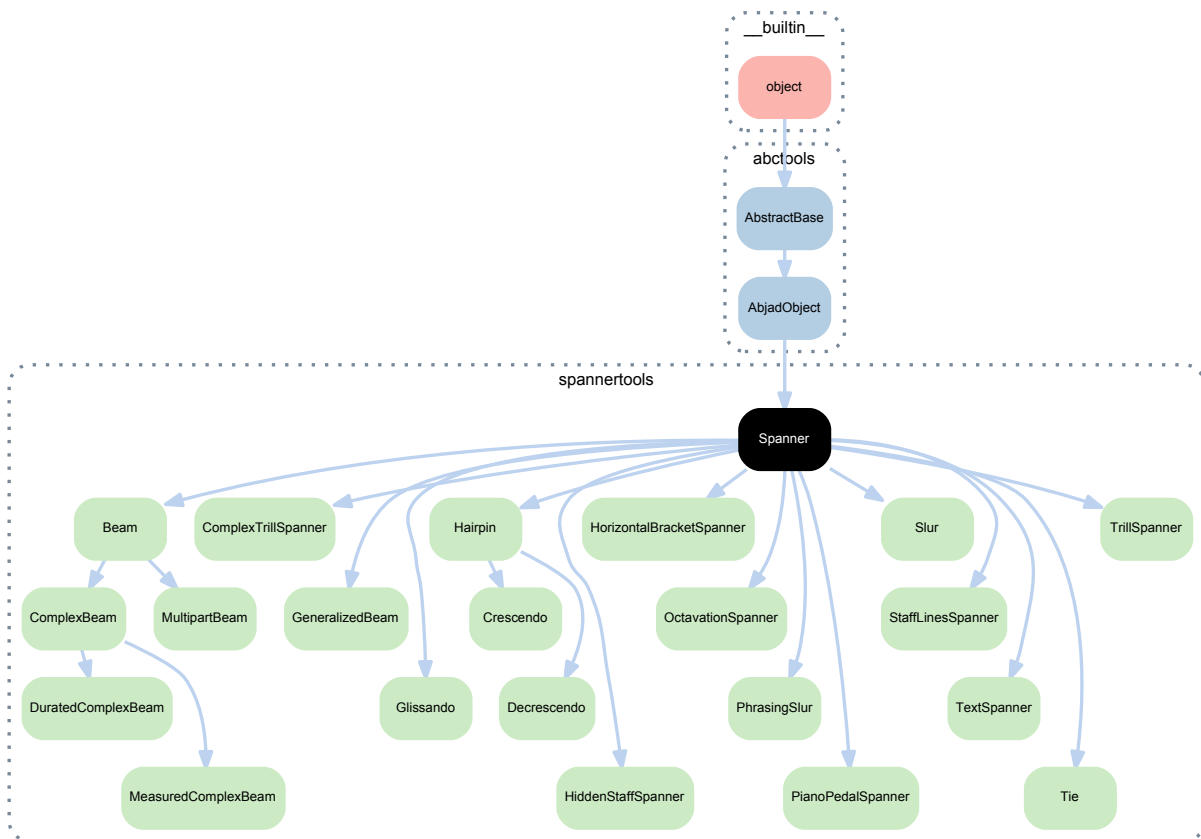 __builtin__
object
abctools
AbstractBase
AbjadObject
spannertools
Spanner
Beam
ComplexTrillSpanner
Hairpin
HorizontalBracketSpanner
Slur
TrillSpanner
ComplexBeam
MultipartBeam
GeneralizedBeam
Crescendo
OctavationSpanner
StaffLinesSpanner
DuratedComplexBeam
Glissando
Decrescendo
PhrasingSlur
TextSpanner
MeasuredComplexBeam
HiddenStaffSpanner
PianoPedalSpanner
Tie